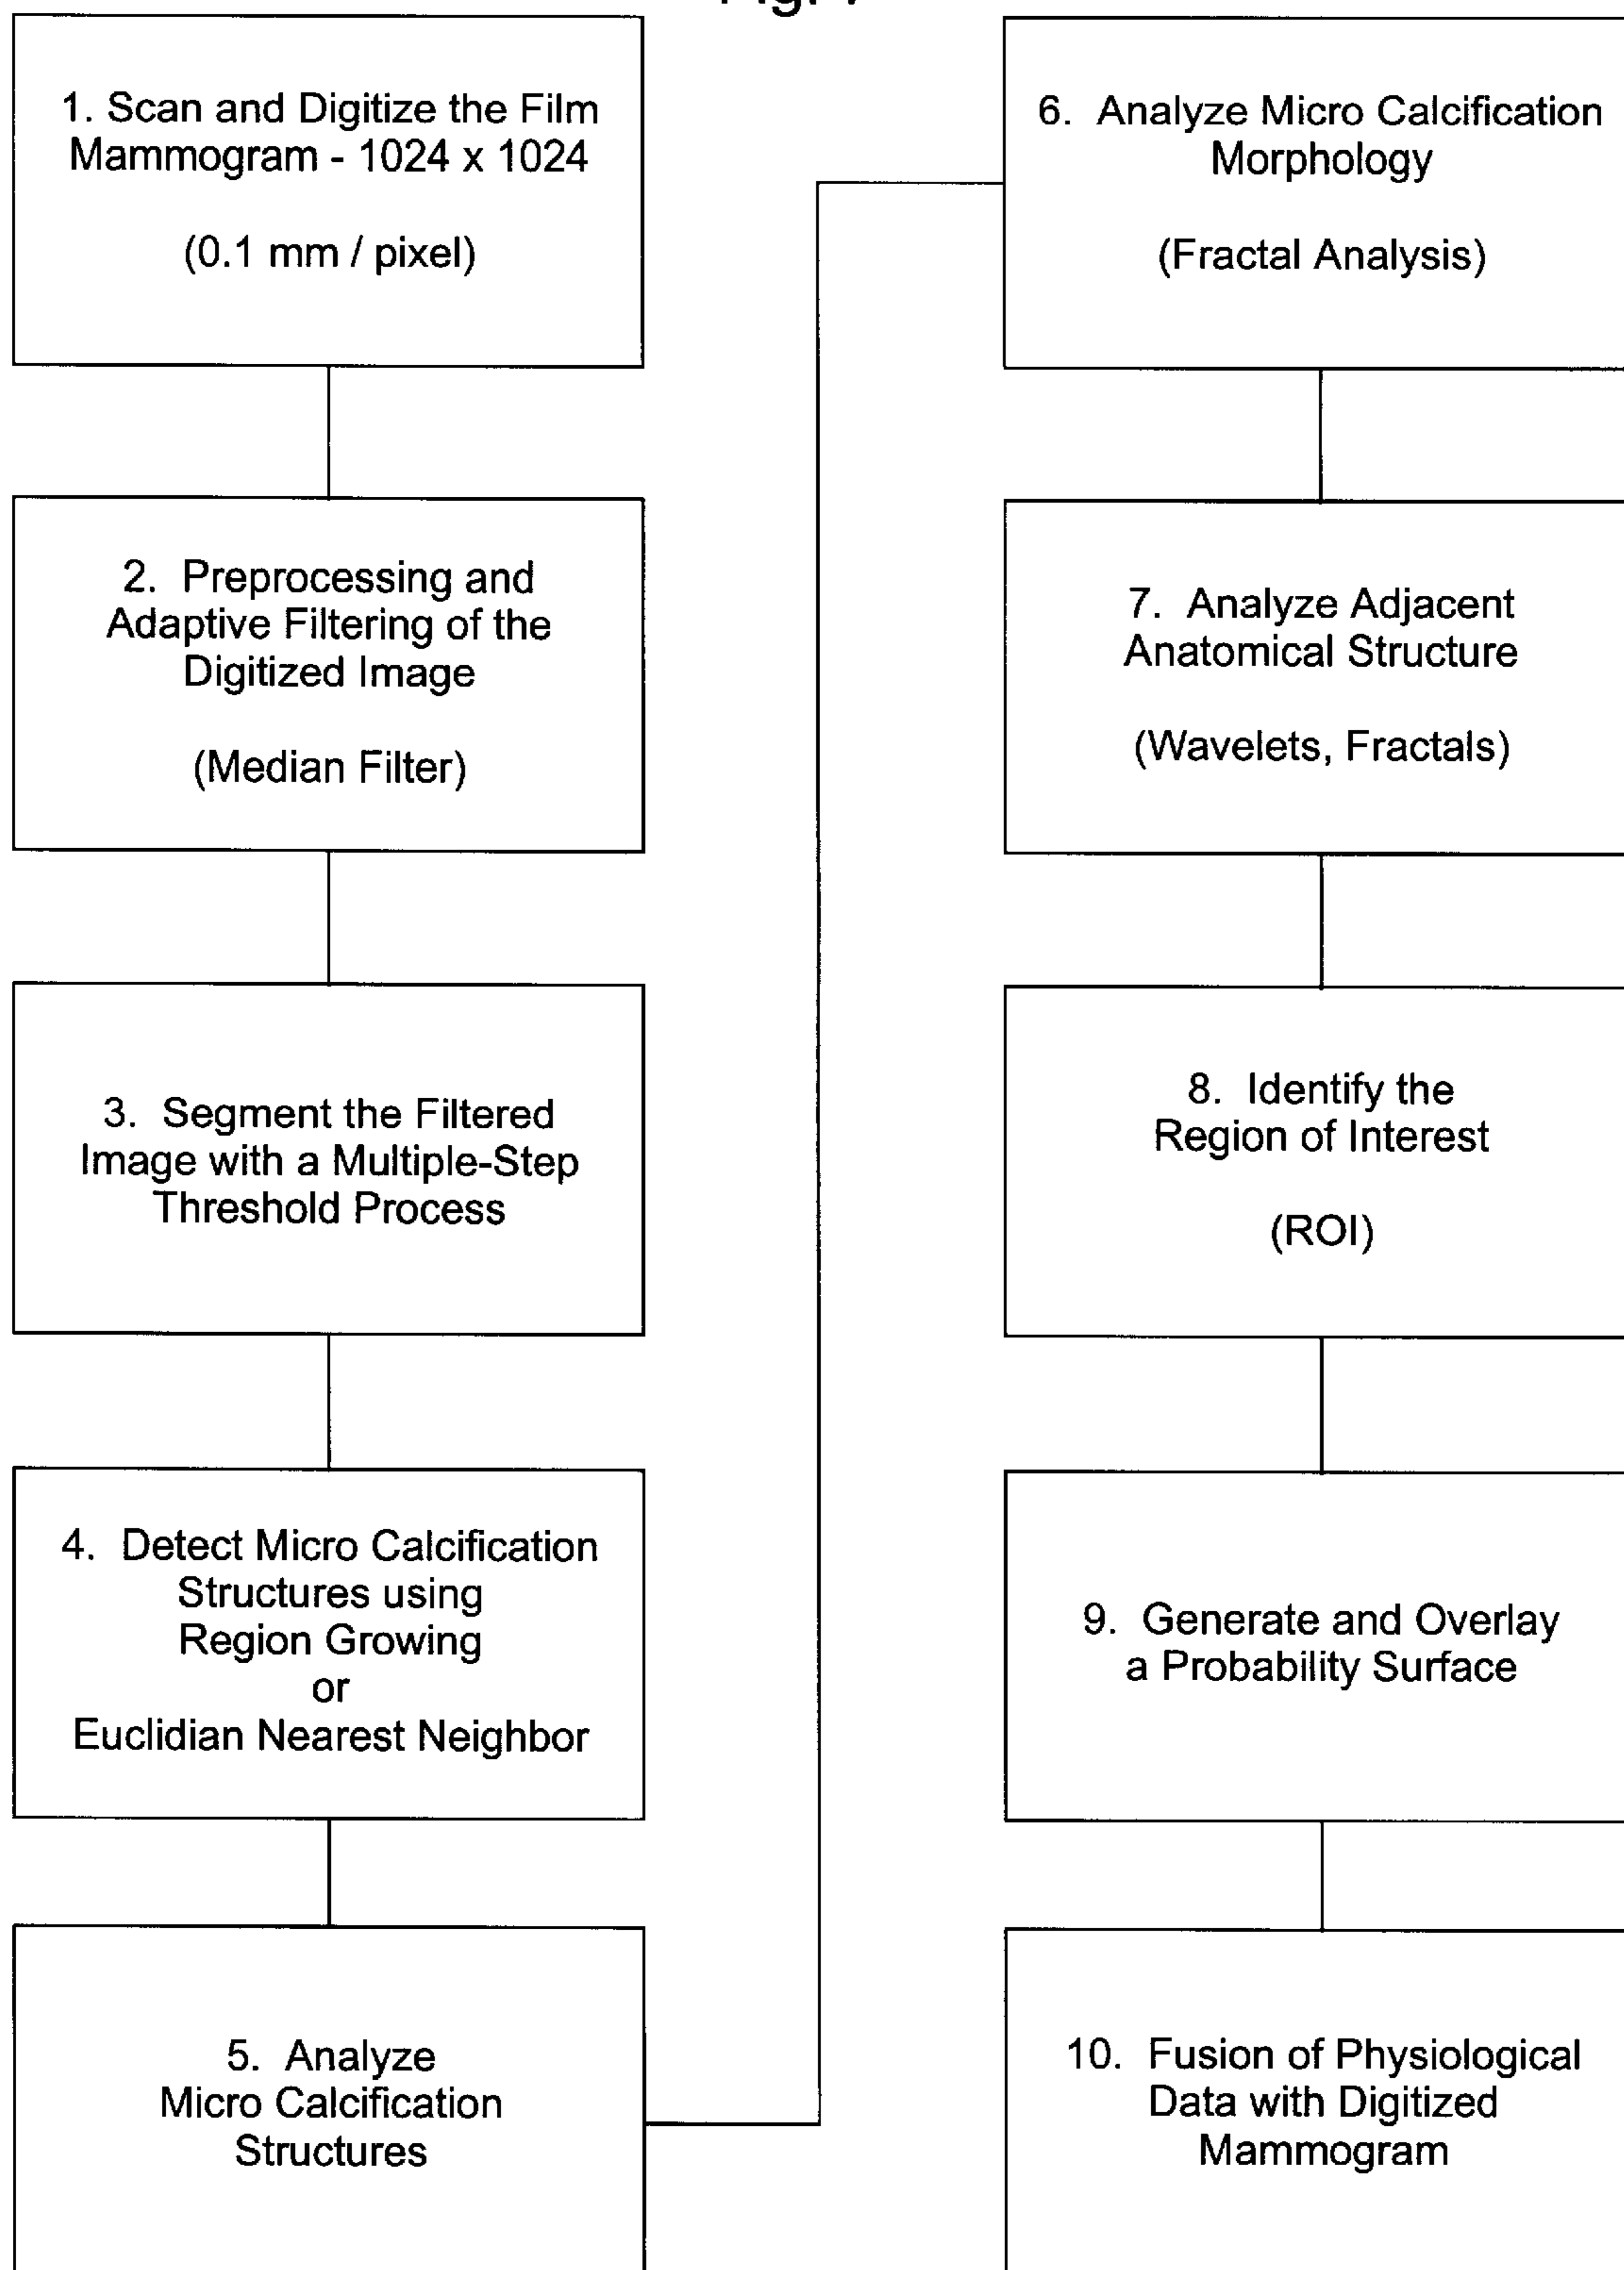 1. Scan and Digitize the Film
Mammogram - 1024 x 1024
(0.1 mm / pixel)
2. Preprocessing and
Adaptive Filtering of the
Digitized Image
(Median Filter)
3. Segment the Filtered
Image with a Multiple-Step
Threshold Process
4. Detect Micro Calcification
Structures using
Region Growing
or
Euclidian Nearest Neighbor
5. Analyze
Micro Calcification
Structures
6. Analyze Micro Calcification
Morphology
(Fractal Analysis)
7. Analyze Adjacent
Anatomical Structure
(Wavelets, Fractals)
8. Identify the
Region of Interest
(ROI)
9. Generate and Overlay
a Probability Surface
10. Fusion of Physiological
Data with Digitized
Mammogram